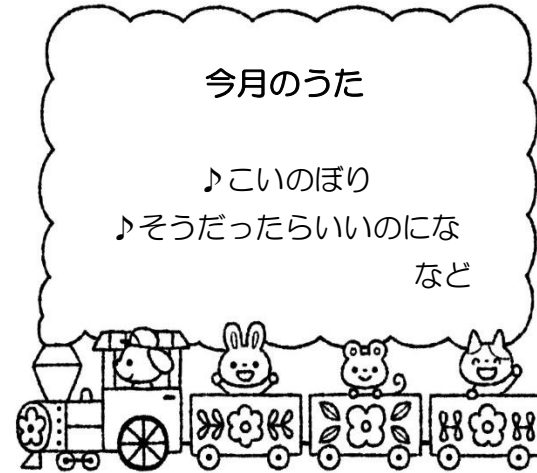 今月のうた
♪こいのぼり
♪そうだったらいいのにな
など